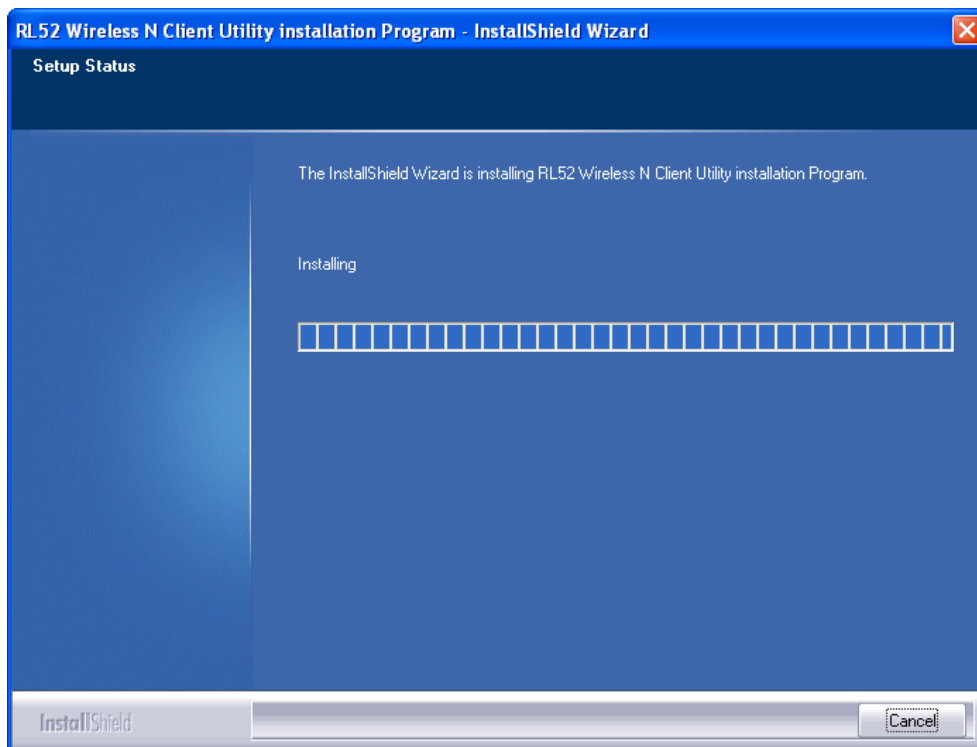 RL52 Wireless N Client Utility installation Program - InstallShield Wizard
Setup Status
The InstallShield Wizard is installing RL52 Wireless N Client Utility installation Program.
Installing
InstallShield
Cancel